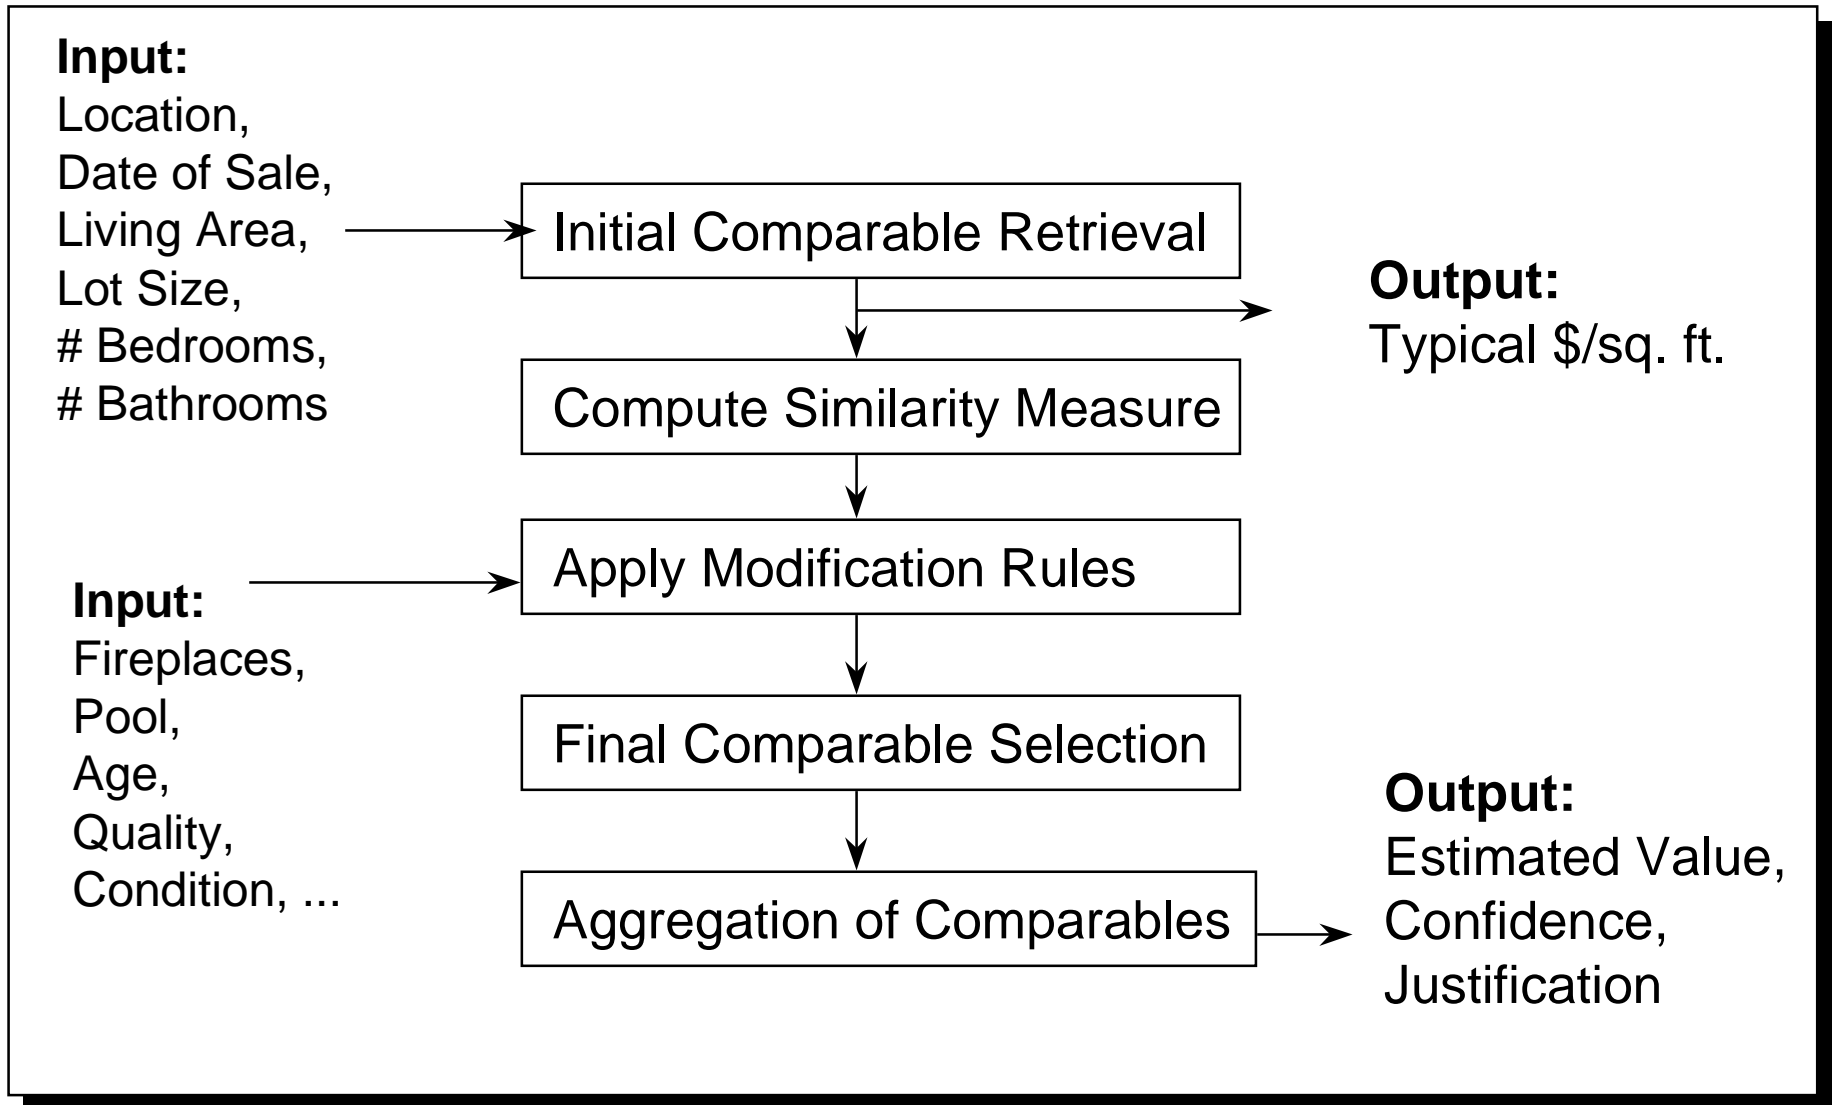 Input:
Location,
Date of Sale,
Living Area,
Lot Size,
# Bedrooms,
# Bathrooms
Initial Comparable Retrieval
Output:
Typical $/sq. ft.
Compute Similarity Measure
Apply Modification Rules
Input:
Fireplaces,
Pool,
Age,
Quality,
Condition, ...
Final Comparable Selection
Aggregation of Comparables
Output:
Estimated Value,
Confidence,
Justification